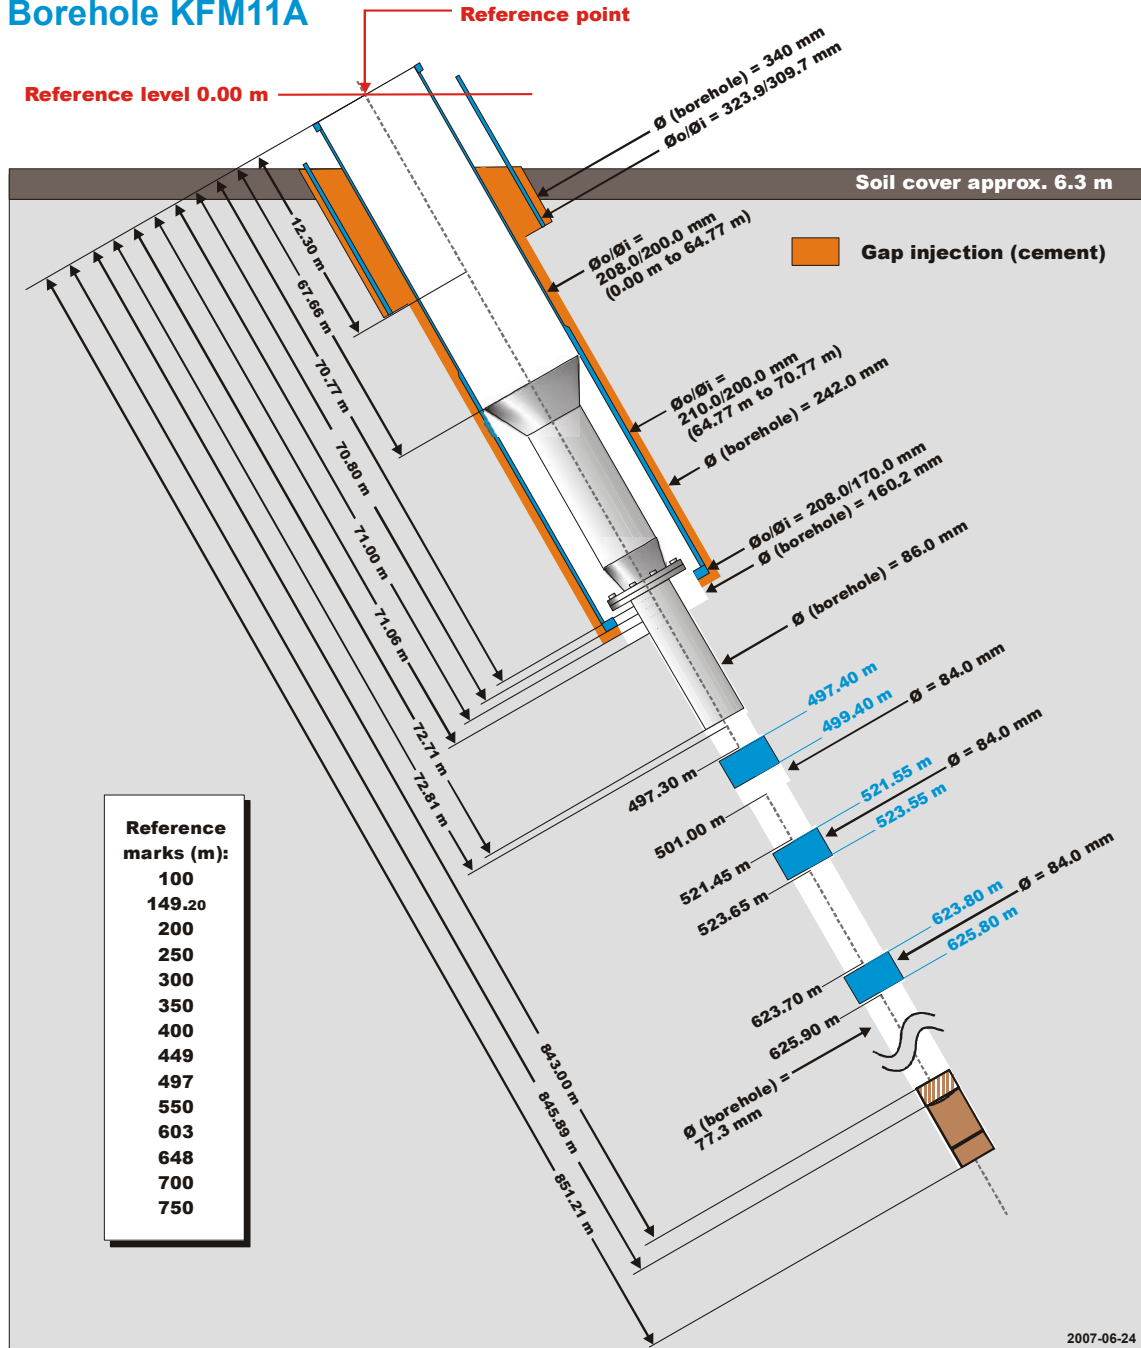 Borehole KFM11A
Reference point
Reference level 0.00 m
Ø (borehole) = 340 mm
Øo/Øi = 323.9/309.7 mm
Soil cover approx. 6.3 m
Gap injection (cement)
Øo/Øi =
208.0/200.0 mm
(0.00 m to 64.77 m)
Øo/Øi =
210.0/200.0 mm
(64.77 m to 70.77 m)
Ø (borehole) = 242.0 mm
Øo/Øi = 208.0/170.0 mm
Ø (borehole) = 160.2 mm
Ø (borehole) = 86.0 mm
12.30 m
67.66 m
70.77 m
70.80 m
71.00 m
71.06 m
72.71 m
72.81 m
843.00 m
845.89 m
851.21 m
497.40 m
499.40 m
Ø = 84.0 mm
497.30 m
501.00 m
521.55 m
523.55 m
Ø = 84.0 mm
521.45 m
523.65 m
623.80 m
625.80 m
Ø = 84.0 mm
623.70 m
625.90 m
Ø (borehole) =
77.3 mm
Reference
marks (m):
100
149.20
200
250
300
350
400
449
497
550
603
648
700
750
2007-06-24